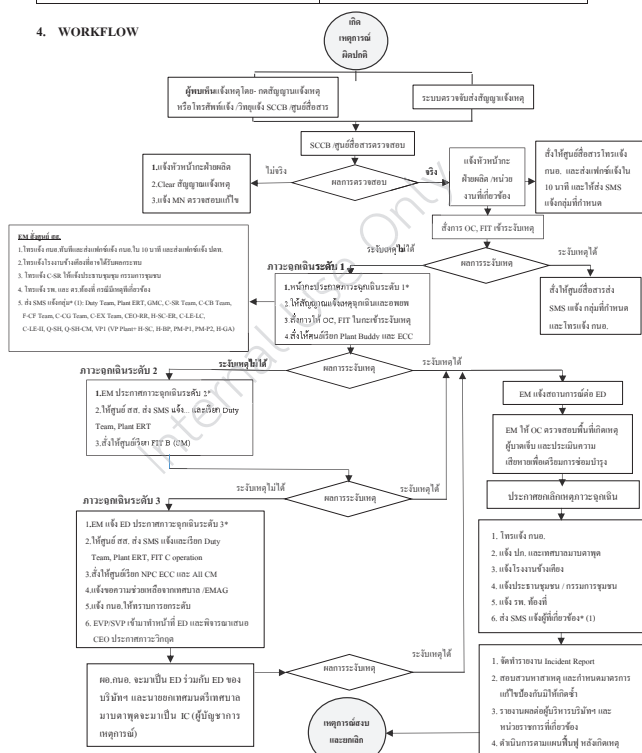 4. WORKFLOW
เกิด
เหตุการณ์
ผิดปกติ
ผู้พบเห็นแจ้งเหตุโดย- กดสัญญานแจ้งเหตุ
หรือโทรศัพท์แจ้ง /วิทยุแจ้ง SCCB /ศูนย์สื่อสาร
ระบบตรวจจับส่งสัญญาแจ้งเหตุ
SCCB /ศูนย์สื่อสารตรวจสอบ
1.แจ้งหัวหน้ากะฝ่ายผลิต
2.Clear สัญญาณแจ้งเหตุ
3.แจ้ง MN ตรวจสอบแก้ไข
ไม่จริง
ผลการตรวจสอบ
จริง
แจ้งหัวหน้ากะ
ฝ่ายผลิต /หน่วย
งานที่เกี่ยวข้อง
สั่งให้ศูนย์สื่อสารโทรแจ้ง
กนอ. และส่งแฟกซ์แจ้งใน
10 นาที และให้ส่ง SMS
แจ้งกลุ่มที่กำหนด
สั่งการ OC, FIT เข้าระงับเหตุ
ระงับเหตุไม่ได้
ผลการระงับเหตุ
ระงับเหตุได้
สั่งให้ศูนย์สื่อสารส่ง
SMS แจ้ง กลุ่มที่กำหนด
และโทรแจ้ง กนอ.
EM สั่งศูนย์ สส.
1.โทรแจ้ง กนอ.ทันทีและส่งแฟกซ์แจ้ง กนอ.ใน 10 นาที และส่งแฟกซ์แจ้ง ปตท.
2.โทรแจ้งโรงงานข้างเคียงที่อาจได้รับผลกระทบ
3.โทรแจ้ง C-SR ให้แจ้งประธานชุมชน กรรมการชุมชน
4. โทรแจ้ง รพ. และ สว.ท้องที่ กรณีมีเหตุที่เกี่ยวข้อง
5. ส่ง SMS แจ้งกลุ่ม* (1): Duty Team, Plant ERT, GMC, C-SR Team, C-CB Team,
F-CP Team, C-CG Team, C-EX Team, CEO-RR, H-SC-ER, C-LE-LC,
C-LE-II, Q-SH, Q-SH-CM, VP1 (VP Plant+ H-SC, H-BP, PM-P1, PM-P2, H-GA)
ภาวะฉุกเฉินระดับ 1
1.หน้ากะประกาศภาวะฉุกเฉินระดับ 1*
2 ให้สัญญาณแจ้งเหตุฉุกเฉินและอพยพ
3.สั่งการให้ OC, FIT ในกะเข้าระงับเหตุ
4.สั่งให้ศูนย์เรียก Plant Buddy และ ECC
ระงับเหตุไม่ได้
ผลการระงับเหตุ
ระงับเหตุได้
ภาวะฉุกเฉินระดับ 2
1.EM ประกาศภาวะฉุกเฉินระดับ 2*
2.ให้ศูนย์ สส. ส่ง SMS แจ้ง... และเรียก Duty
Team, Plant ERT
3.สั่งให้ศูนย์เรียก FIT B (CM)
EM แจ้งสถานการณ์ต่อ ED
EM ให้ OC ตรวจสอบพื้นที่เกิดเหตุ
ผู้บาดเจ็บ และประเมินความ
เสียหายเพื่อเตรียมการซ่อมบำรุง
ระงับเหตุไม่ได้
ผลการระงับเหตุ
ระงับเหตุได้
ประกาศยกเลิกเหตุภาวะฉุกเฉิน
ภาวะฉุกเฉินระดับ 3
1.EM แจ้ง ED ประกาศภาวะฉุกเฉินระดับ 3*
2.ให้ศูนย์ สส. ส่ง SMS แจ้งและเรียก Duty
Team, Plant ERT, FIT C operation
3.สั่งให้ศูนย์เรียก NPC ECC และ All CM
4.แจ้งขอความช่วยเหลือจากเทศบาล /EMAG
5.แจ้ง กนอ.ให้ทราบการยกระดับ
6. EVP/SVP เข้ามาทำหน้าที่ ED และพิจารณาเสนอ
CEO ประกาศภาวะวิกฤต
1. โทรแจ้ง กนอ.
2. แจ้ง ปภ. และเทศบาลมาบตาพุด
3. แจ้งโรงงานข้างเคียง
4. แจ้งประธานชุมชน / กรรมการชุมชน
5. แจ้ง รพ. ท้องที่
6. ส่ง SMS แจ้งผู้ที่เกี่ยวข้อง* (1)
ผอ.กนอ. จะมาเป็น ED ร่วมกับ ED ของ
บริษัทฯ และนายยกเทศมนตรีเทศบาล
มาบตาพุดจะมาเป็น IC (ผู้บัญชาการ
เหตุการณ์)
ผลการระงับเหตุ
ระงับเหตุได้
1. จัดทำรายงาน Incident Report
2. สอบสวนหาสาเหตุ และกำหนดมาตรการ
แก้ไขป้องกันมิให้เกิดซ้ำ
3. รายงานผลต่อผู้บริหารบริษัทฯ และ
หน่วยราชการที่เกี่ยวข้อง
4. ดำเนินการตามแผนฟื้นฟู หลังเกิดเหตุ
เหตุการณ์สงบ
และยกเลิก
Internal Use Only